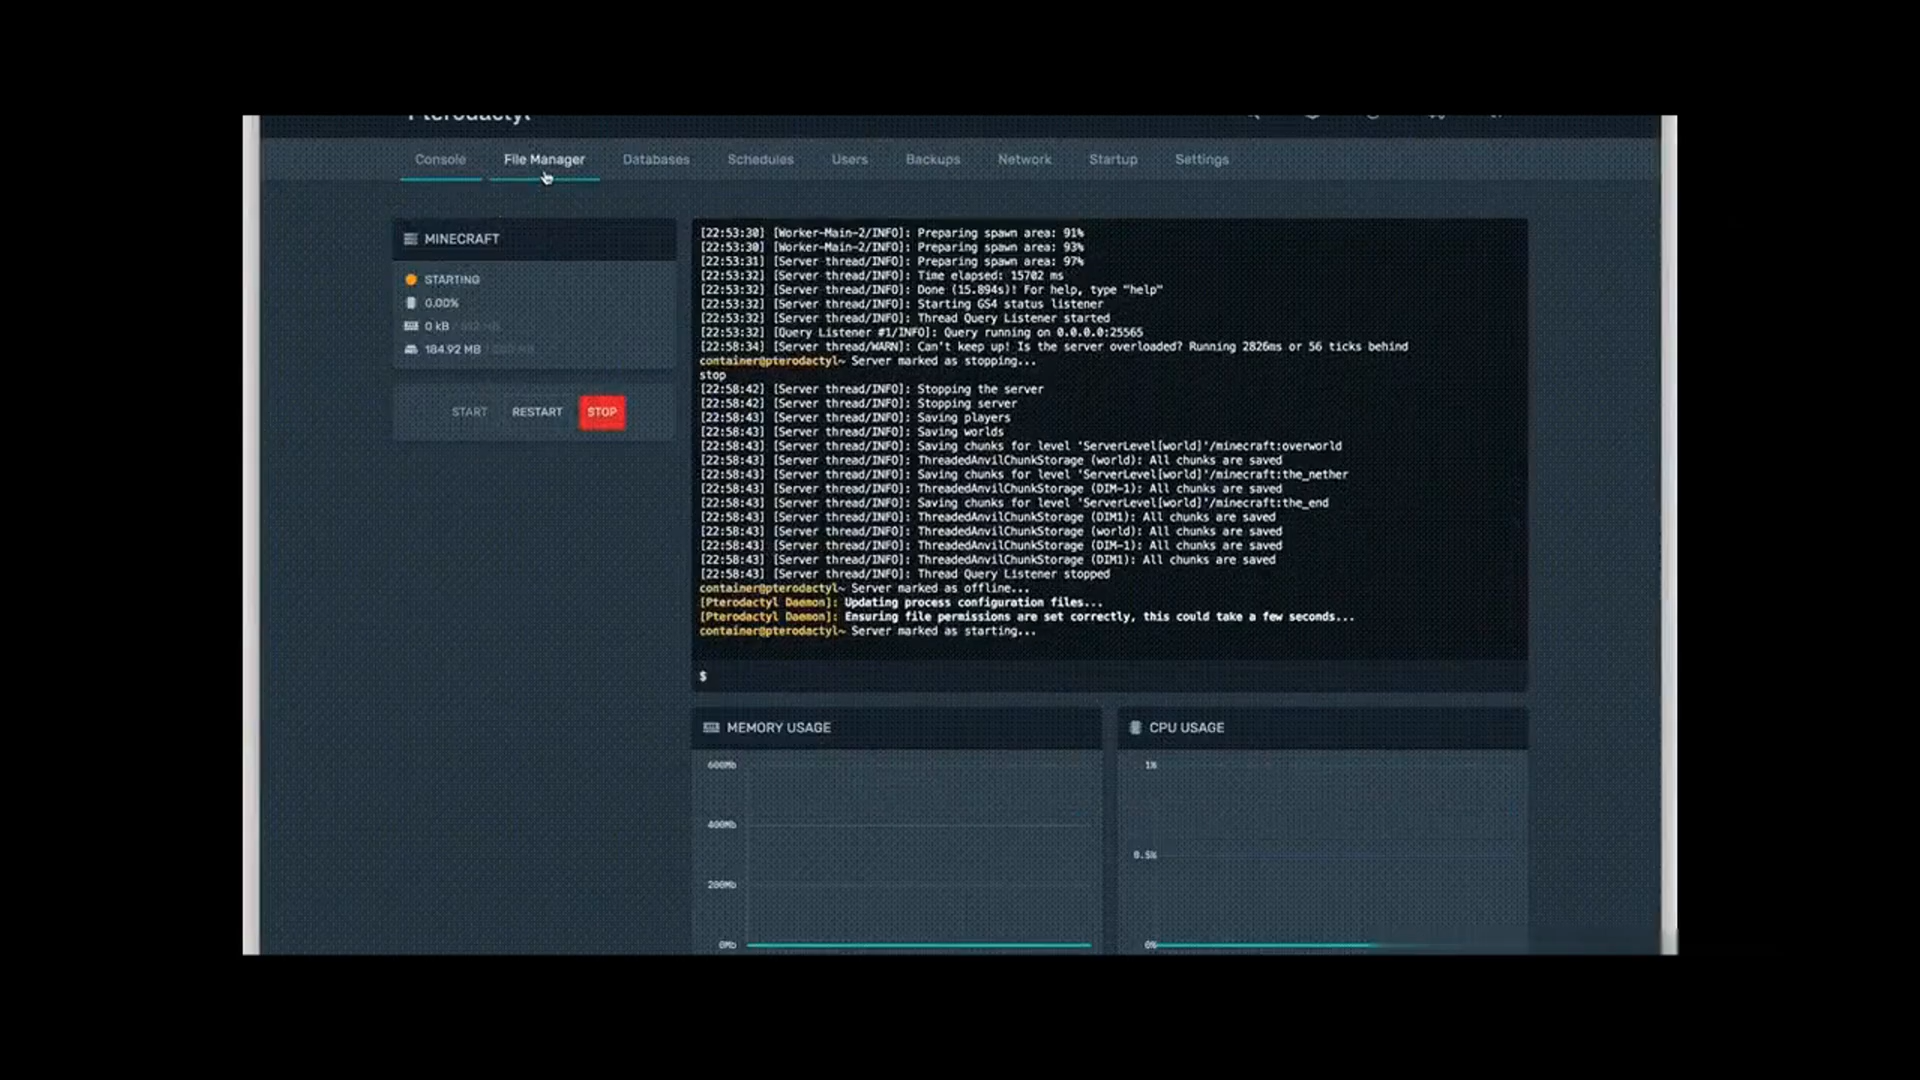 Pterodactyl
Console File Manager Databases Schedules Users Backups Network Startup Settings
MINECRAFT
STARTING
0.00%
0 kB
184.92 MB
START RESTART STOP
[22:53:30] [Worker-Main-2/INFO]: Preparing spawn area: 91%
[22:53:30] [Worker-Main-2/INFO]: Preparing spawn area: 93%
[22:53:31] [Server thread/INFO]: Preparing spawn area: 97%
[22:53:32] [Server thread/INFO]: Time elapsed: 15702 ms
[22:53:32] [Server thread/INFO]: Done (15.894s)! For help, type "help"
[22:53:32] [Server thread/INFO]: Starting GS4 status listener
[22:53:32] [Server thread/INFO]: Thread Query Listener started
[22:53:32] [Query Listener #1/INFO]: Query running on 0.0.0.0:25565
[22:58:34] [Server thread/WARN]: Can't keep up! Is the server overloaded? Running 2826ms or 56 ticks behind
container@pterodactyl~ Server marked as stopping...
stop
[22:58:42] [Server thread/INFO]: Stopping the server
[22:58:42] [Server thread/INFO]: Stopping server
[22:58:43] [Server thread/INFO]: Saving players
[22:58:43] [Server thread/INFO]: Saving worlds
[22:58:43] [Server thread/INFO]: Saving chunks for level 'ServerLevel[world]'/minecraft:overworld
[22:58:43] [Server thread/INFO]: ThreadedAnvilChunkStorage (world): All chunks are saved
[22:58:43] [Server thread/INFO]: Saving chunks for level 'ServerLevel[world]'/minecraft:the_nether
[22:58:43] [Server thread/INFO]: ThreadedAnvilChunkStorage (DIM-1): All chunks are saved
[22:58:43] [Server thread/INFO]: Saving chunks for level 'ServerLevel[world]'/minecraft:the_end
[22:58:43] [Server thread/INFO]: ThreadedAnvilChunkStorage (DIM1): All chunks are saved
[22:58:43] [Server thread/INFO]: ThreadedAnvilChunkStorage (world): All chunks are saved
[22:58:43] [Server thread/INFO]: ThreadedAnvilChunkStorage (DIM-1): All chunks are saved
[22:58:43] [Server thread/INFO]: ThreadedAnvilChunkStorage (DIM1): All chunks are saved
[22:58:43] [Server thread/INFO]: Thread Query Listener stopped
container@pterodactyl~ Server marked as offline...
[Pterodactyl Daemon]: Updating process configuration files...
[Pterodactyl Daemon]: Ensuring file permissions are set correctly, this could take a few seconds...
container@pterodactyl~ Server marked as starting...
$
MEMORY USAGE
600Mb
400Mb
200Mb
0Mb
CPU USAGE
1%
0.5%
0%